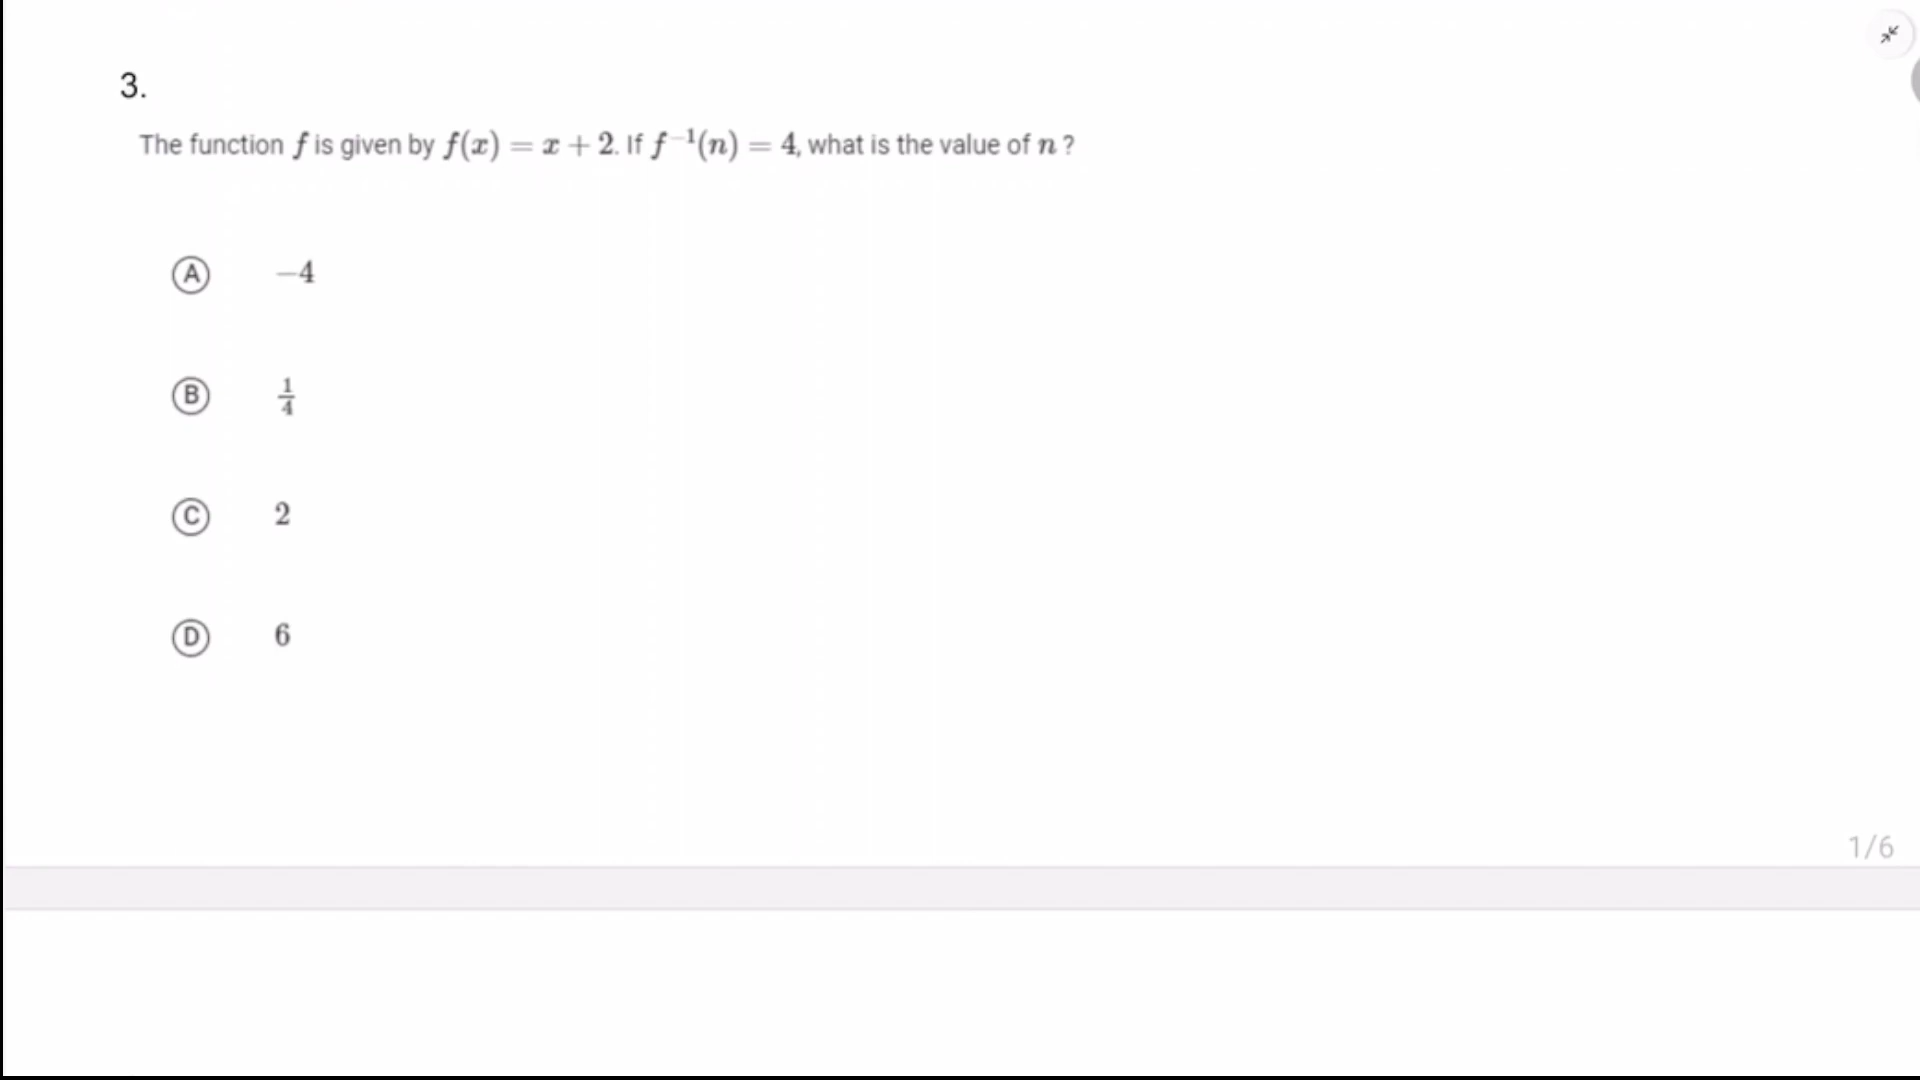 3.
The function f is given by f(x) = x + 2. If f⁻¹(n) = 4, what is the value of n ?
A −4
B 1/4
C 2
D 6
1/6